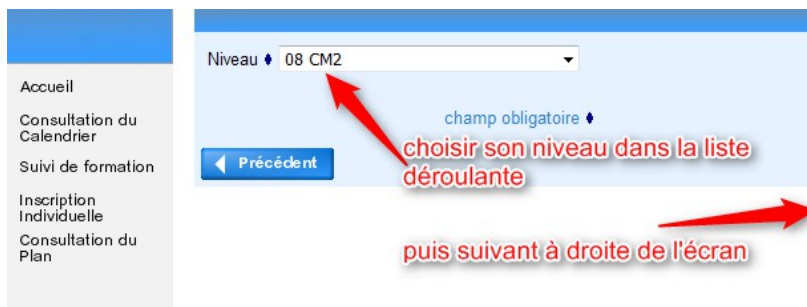 Accueil
Consultation du
Calendrier
Suivi de formation
Inscription
Individuelle
Consultation du
Plan
Niveau
08 CM2
champ obligatoire
Précédent
choisir son niveau dans la liste
déroulante
puis suivant à droite de l'écran